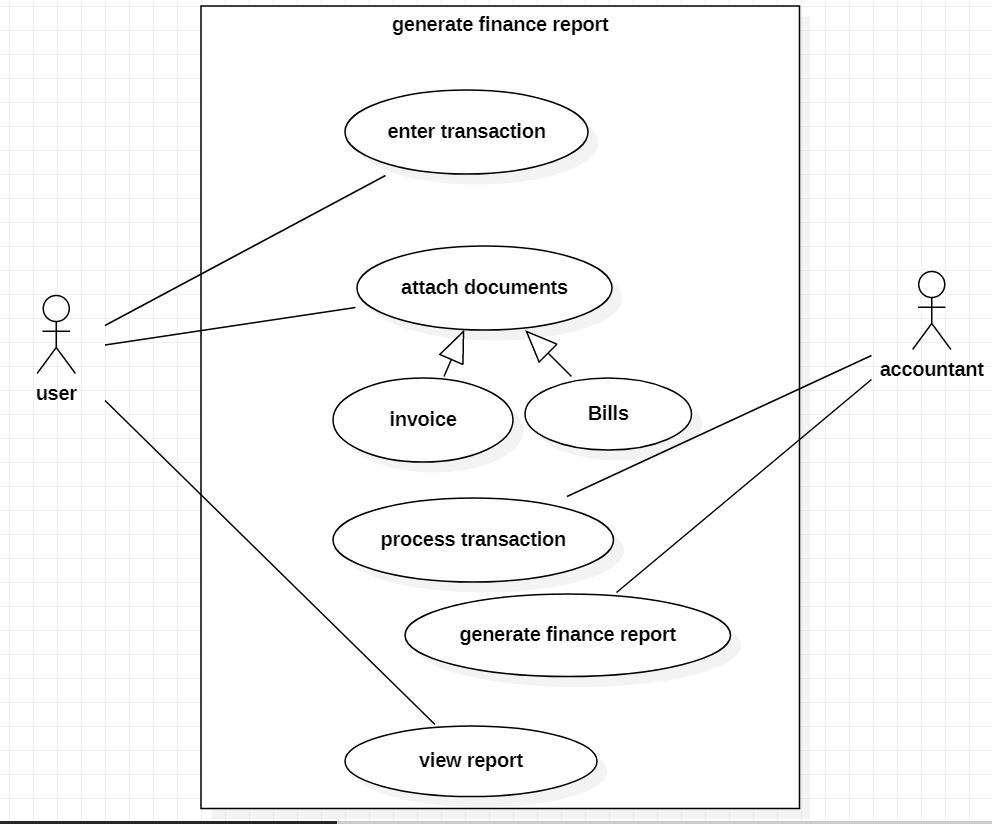 generate finance report
enter transaction
attach documents
user
accountant
invoice
Bills
process transaction
generate finance report
view report